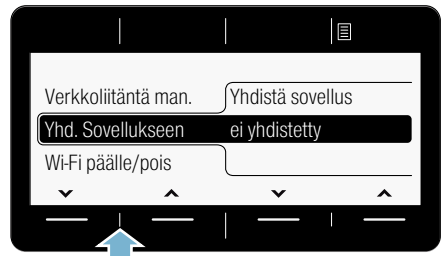 Verkkoliitäntä man.
Yhdistä sovellus
Yhd. Sovellukseen
ei yhdistetty
Wi-Fi päälle/pois